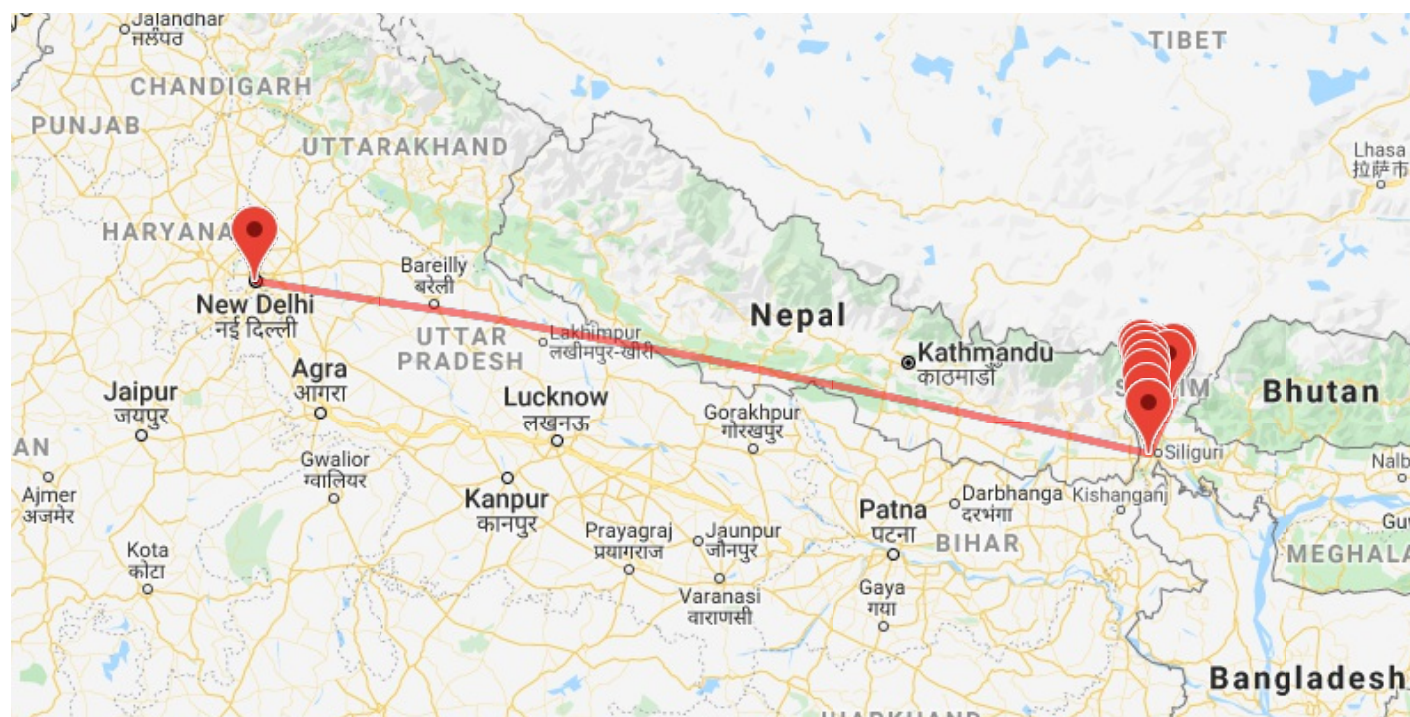 Jalandhar
ਜਲੰਧਰ
TIBET
CHANDIGARH
PUNJAB
UTTARAKHAND
Lhasa
拉萨市
HARYANA
Bareilly
बरेली
New Delhi
नई दिल्ली
Nepal
UTTAR
PRADESH
Lakhimpur
लखीमपुर-खीरी
Kathmandu
काठमाडौँ
Agra
आगरा
Bhutan
Jaipur
जयपुर
Lucknow
लखनऊ
Gorakhpur
गोरखपुर
AN
Gwalior
ग्वालियर
Siliguri
Nalb
Ajmer
अजमेर
Kanpur
कानपुर
Darbhanga
दरभंगा
Kishanganj
Patna
पटना
Prayagraj
प्रयागराज
Jaunpur
जौनपुर
BIHAR
Gu
Kota
कोटा
MEGHALA
Varanasi
वाराणसी
Gaya
गया
Bangladesh